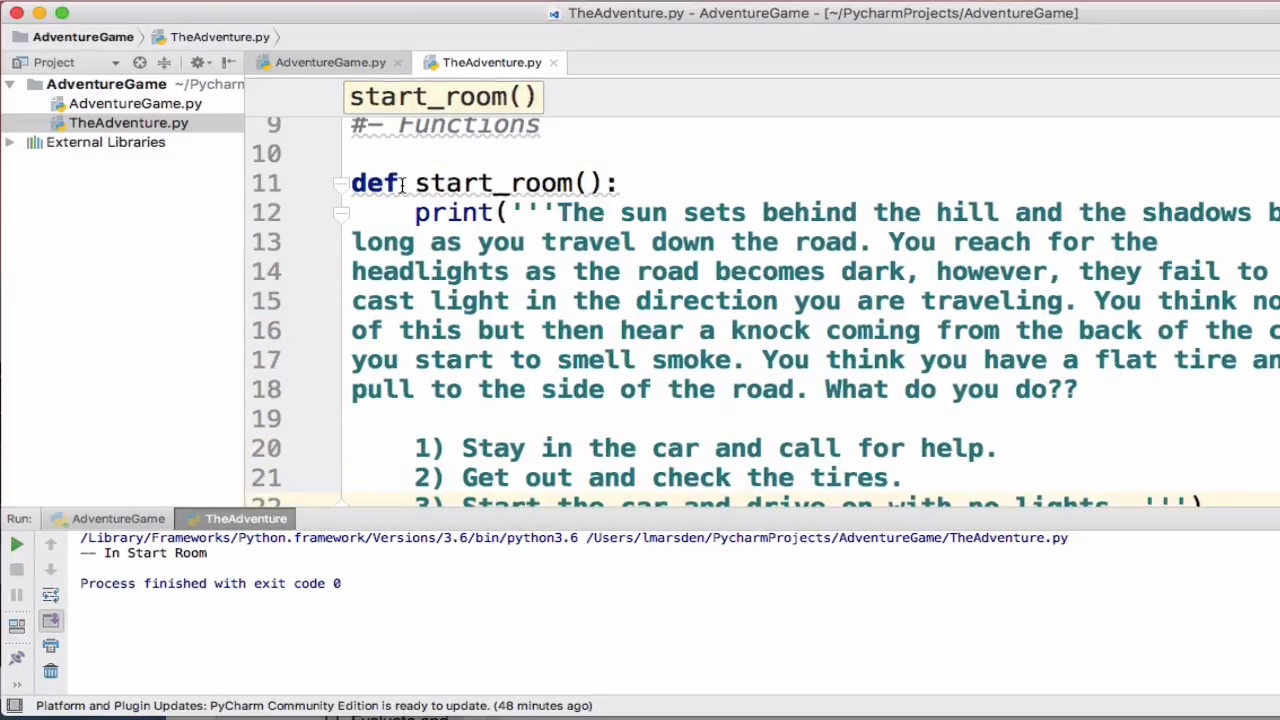 TheAdventure.py - AdventureGame - [~/PycharmProjects/AdventureGame]
AdventureGame TheAdventure.py
Project AdventureGame.py TheAdventure.py
AdventureGame ~/Pycharm
AdventureGame.py
TheAdventure.py
External Libraries
start_room()
9 #- Functions
10
11 def start_room():
12 print('''The sun sets behind the hill and the shadows
13 long as you travel down the road. You reach for the
14 headlights as the road becomes dark, however, they fail to
15 cast light in the direction you are traveling. You think
16 of this but then hear a knock coming from the back of the
17 you start to smell smoke. You think you have a flat tire
18 pull to the side of the road. What do you do??
19
20 1) Stay in the car and call for help.
21 2) Get out and check the tires.
22 3) Start the car and drive on with no lights. ''')
Run: AdventureGame TheAdventure
/Library/Frameworks/Python.framework/Versions/3.6/bin/python3.6 /Users/lmarsden/PycharmProjects/AdventureGame/TheAdventure.py
-- In Start Room
Process finished with exit code 0
Platform and Plugin Updates: PyCharm Community Edition is ready to update. (48 minutes ago)